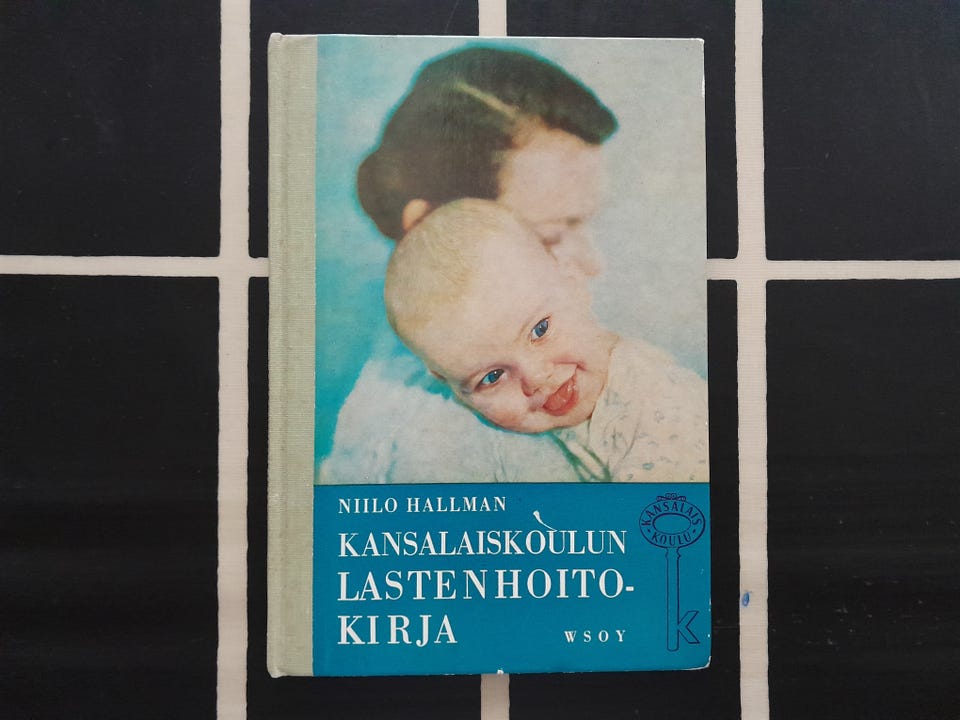 NIILO HALLMAN
KANSALAISKOULUN
LASTENHOITO-
KIRJA
WSOY
KANSALAIS
KOULU
k